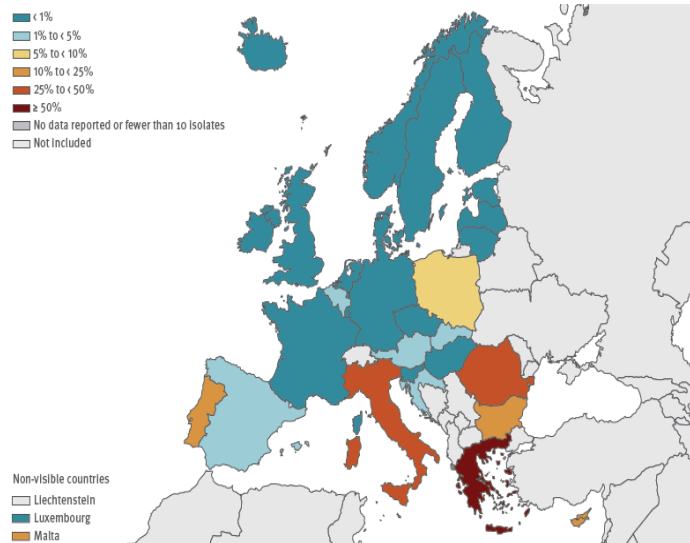 < 1%
1% to < 5%
5% to < 10%
10% to < 25%
25% to < 50%
≥ 50%
No data reported or fewer than 10 isolates
Not included
Non-visible countries
Liechtenstein
Luxembourg
Malta